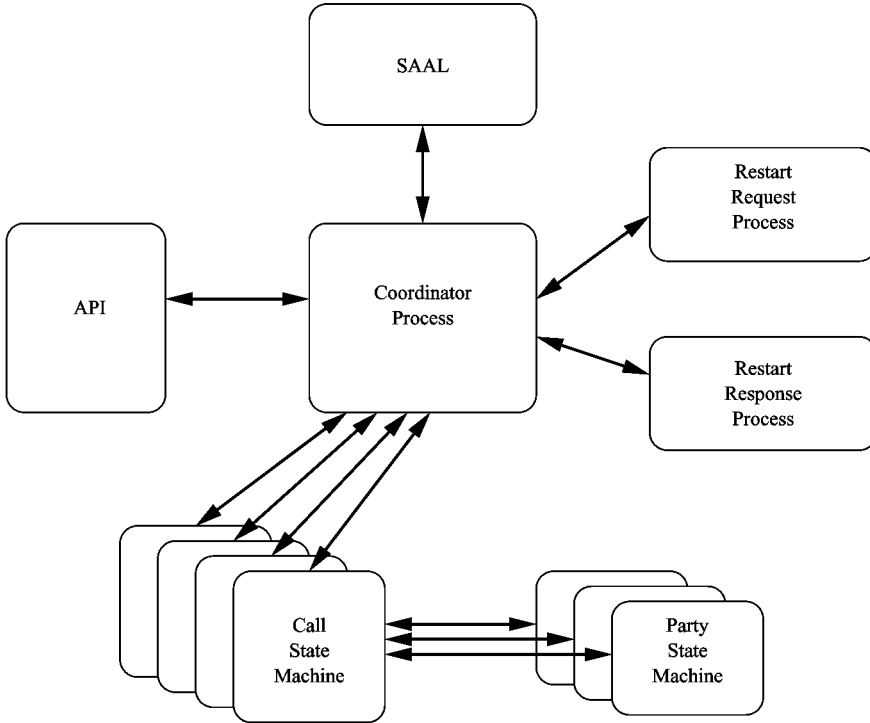 SAAL
Restart
Request
Process
API
Coordinator
Process
Restart
Response
Process
Call
State
Machine
Party
State
Machine